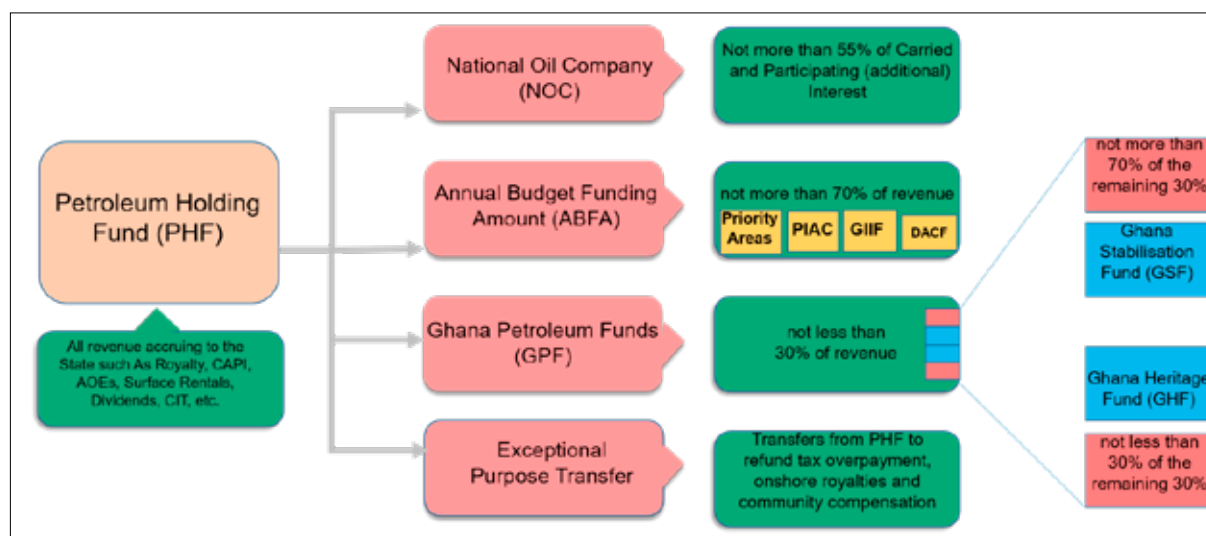 Petroleum Holding
Fund (PHF)
All revenue accruing to the
State such As Royalty, CAPI,
AOEs, Surface Rentals,
Dividends, CIT, etc.
National Oil Company
(NOC)
Not more than 55% of Carried
and Participating (additional)
Interest
Annual Budget Funding
Amount (ABFA)
not more than 70% of revenue
Priority
Areas
PIAC
GIIF
DACF
Ghana Petroleum Funds
(GPF)
not less than
30% of revenue
Exceptional
Purpose Transfer
Transfers from PHF to
refund tax overpayment,
onshore royalties and
community compensation
not more than
70% of the
remaining 30%
Ghana
Stabilisation
Fund (GSF)
Ghana Heritage
Fund (GHF)
not less than
30% of the
remaining 30%